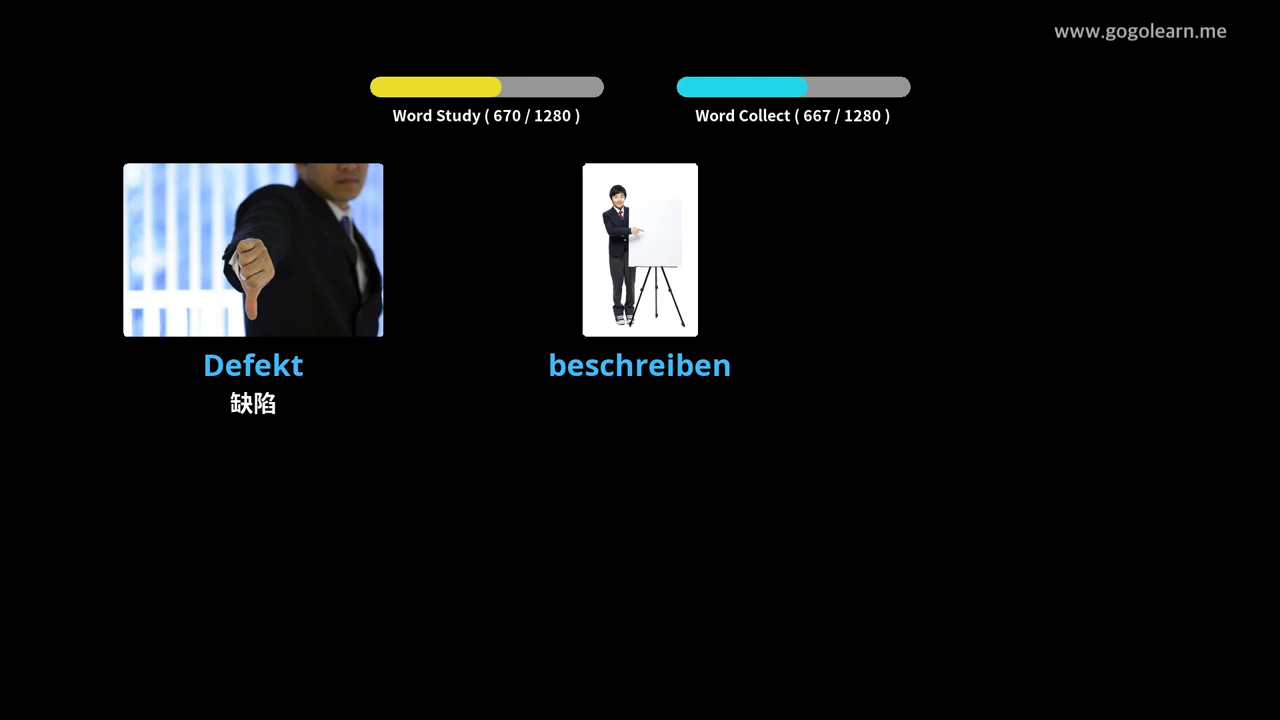 www.gogolearn.me
Word Study ( 670 / 1280 )
Word Collect ( 667 / 1280 )
Defekt
缺陷
beschreiben